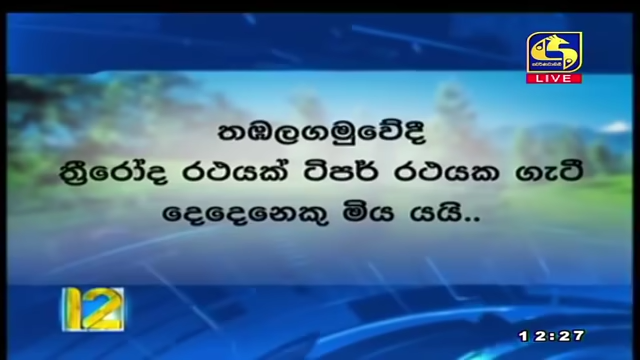 LIVE
තඹලගමුවේදී
ත්‍රීරෝද රථයක් ටිපර් රථයක ගැටී
දෙදෙනෙකු මිය යයි..
12
12:27